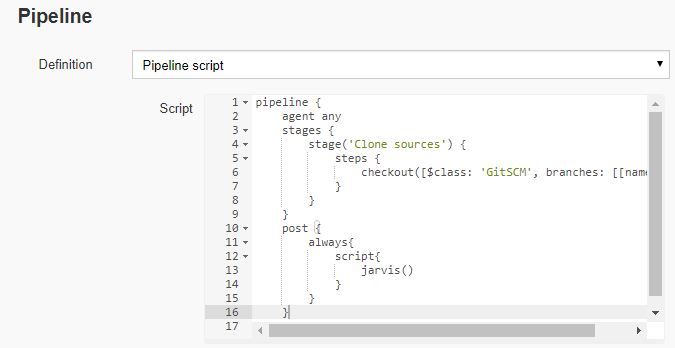 Pipeline
Definition
Pipeline script
Script
1 pipeline {
2     agent any
3     stages {
4         stage('Clone sources') {
5             steps {
6                 checkout([$class: 'GitSCM', branches: [[name
7             }
8         }
9     }
10     post {
11         always{
12             script{
13                 jarvis()
14             }
15         }
16     }
17